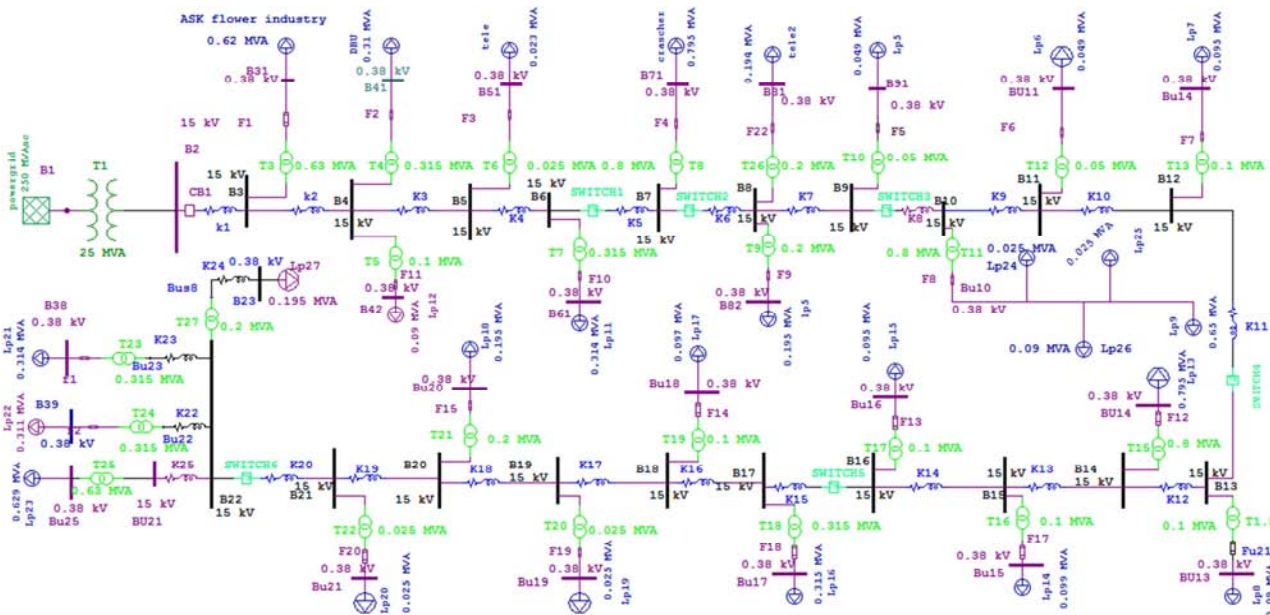 ASK flower industry
0.62 MVA
B31
0.38 kV
F1
T3
0.63 MVA
DBU
0.31 MVA
0.38 kV
B41
F2
T4
0.315 MVA
tele
0.023 MVA
0.38 kV
B51
F3
T6
0.025 MVA
crascher
0.795 MVA
B71
0.38 kV
F4
0.8 MVA
T8
tele2
0.194 MVA
B81
0.38 kV
F22
T26
0.2 MVA
Lp5
0.049 MVA
B91
0.38 kV
F5
T10
0.05 MVA
Lp6
0.049 MVA
0.38 kV
BU11
F6
T12
0.05 MVA
Lp7
0.095 MVA
0.38 kV
Bu14
F7
T13
0.1 MVA
powergrid
250 MVAsc
B1
T1
25 MVA
15 kV
B2
CB1
k1
15 kV
B3
k2
B4
15 kV
K3
B5
15 kV
K4
15 kV
B6
SWITCH1
K5
B7
15 kV
SWITCH2
K6
B8
15 kV
K7
B9
15 kV
SWITCH3
K8
B10
15 kV
K9
B11
15 kV
K10
B12
15 kV
T5
0.1 MVA
F11
0.38 kV
B42
Lp12
0.09 MVA
T7
0.315 MVA
F10
0.38 kV
B61
Lp11
0.314 MVA
T9
0.2 MVA
F9
0.38 kV
B82
lp5
0.195 MVA
0.8 MVA
T11
F8
Bu10
0.38 kV
0.025 MVA
Lp24
0.025 MVA
Lp25
0.09 MVA
Lp26
Lp9
0.65 MVA
K11
SWITCH4
K24
0.38 kV
Lp27
Bus8
B23
0.195 MVA
T27
0.2 MVA
B38
0.38 kV
Lp21
0.314 MVA
f1
T23
0.315 MVA
K23
Bu23
B39
0.38 kV
Lp22
0.311 MVA
T24
0.315 MVA
K22
Bu22
Lp23
0.629 MVA
0.38 kV
Bu25
T25
0.63 MVA
K25
15 kV
BU21
B22
15 kV
SWITCH6
K20
B21
15 kV
K19
B20
15 kV
K18
B19
15 kV
K17
B18
15 kV
K16
B17
15 kV
K15
SWITCH5
B16
15 kV
K14
B15
15 kV
K13
B14
15 kV
K12
15 kV
B13
Lp18
0.195 MVA
0.38 kV
Bu20
F15
T21
0.2 MVA
Lp17
0.097 MVA
Bu18
0.38 kV
F14
T19
0.1 MVA
Lp15
0.095 MVA
0.38 kV
Bu16
F13
T17
0.1 MVA
Lp13
0.795 MVA
0.38 kV
BU14
F12
T15
0.8 MVA
T22
0.025 MVA
F20
0.38 kV
Bu21
Lp20
0.025 MVA
T20
0.025 MVA
F19
0.38 kV
Bu19
Lp19
0.025 MVA
T18
0.315 MVA
F18
0.38 kV
Bu17
Lp16
0.315 MVA
T16
0.1 MVA
F17
0.38 kV
Bu15
Lp14
0.099 MVA
0.1 MVA
Fu21
0.38 kV
BU13
Lp8